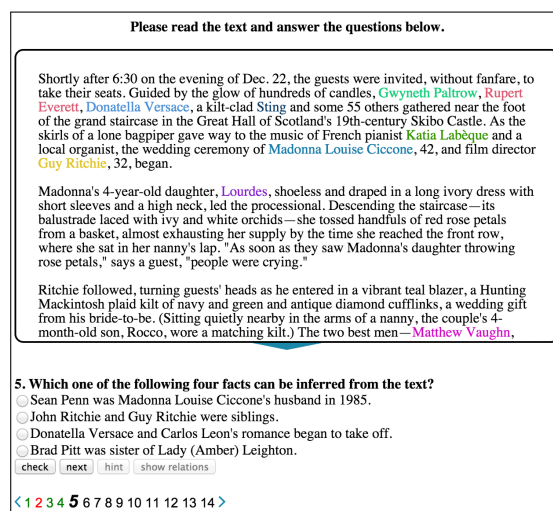 Please read the text and answer the questions below.
Shortly after 6:30 on the evening of Dec. 22, the guests were invited, without fanfare, to
take their seats. Guided by the glow of hundreds of candles, Gwyneth Paltrow, Rupert
Everett, Donatella Versace, a kilt-clad Sting and some 55 others gathered near the foot
of the grand staircase in the Great Hall of Scotland's 19th-century Skibo Castle. As the
skirls of a lone bagpiper gave way to the music of French pianist Katia Labèque and a
local organist, the wedding ceremony of Madonna Louise Ciccone, 42, and film director
Guy Ritchie, 32, began.
Madonna's 4-year-old daughter, Lourdes, shoeless and draped in a long ivory dress with
short sleeves and a high neck, led the processional. Descending the staircase—its
balustrade laced with ivy and white orchids—she tossed handfuls of red rose petals
from a basket, almost exhausting her supply by the time she reached the front row,
where she sat in her nanny's lap. "As soon as they saw Madonna's daughter throwing
rose petals," says a guest, "people were crying."
Ritchie followed, turning guests' heads as he entered in a vibrant teal blazer, a Hunting
Mackintosh plaid kilt of navy and green and antique diamond cufflinks, a wedding gift
from his bride-to-be. (Sitting quietly nearby in the arms of a nanny, the couple's 4-
month-old son, Rocco, wore a matching kilt.) The two best men—Matthew Vaughn,
5. Which one of the following four facts can be inferred from the text?
Sean Penn was Madonna Louise Ciccone's husband in 1985.
John Ritchie and Guy Ritchie were siblings.
Donatella Versace and Carlos Leon's romance began to take off.
Brad Pitt was sister of Lady (Amber) Leighton.
check next hint show relations
< 1 2 3 4 5 6 7 8 9 10 11 12 13 14 >